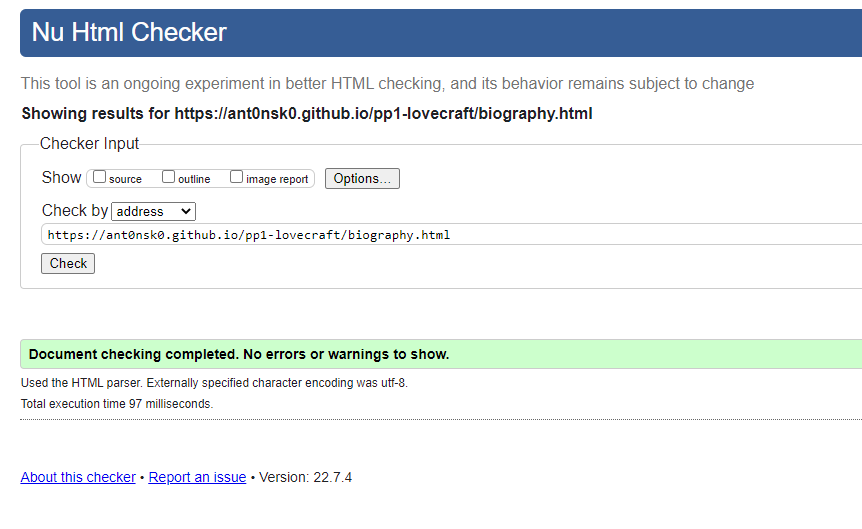 Nu Html Checker
This tool is an ongoing experiment in better HTML checking, and its behavior remains subject to change
Showing results for https://ant0nsk0.github.io/pp1-lovecraft/biography.html
Checker Input
Show source outline image report Options...
Check by address
https://ant0nsk0.github.io/pp1-lovecraft/biography.html
Check
Document checking completed. No errors or warnings to show.
Used the HTML parser. Externally specified character encoding was utf-8.
Total execution time 97 milliseconds.
About this checker • Report an issue • Version: 22.7.4